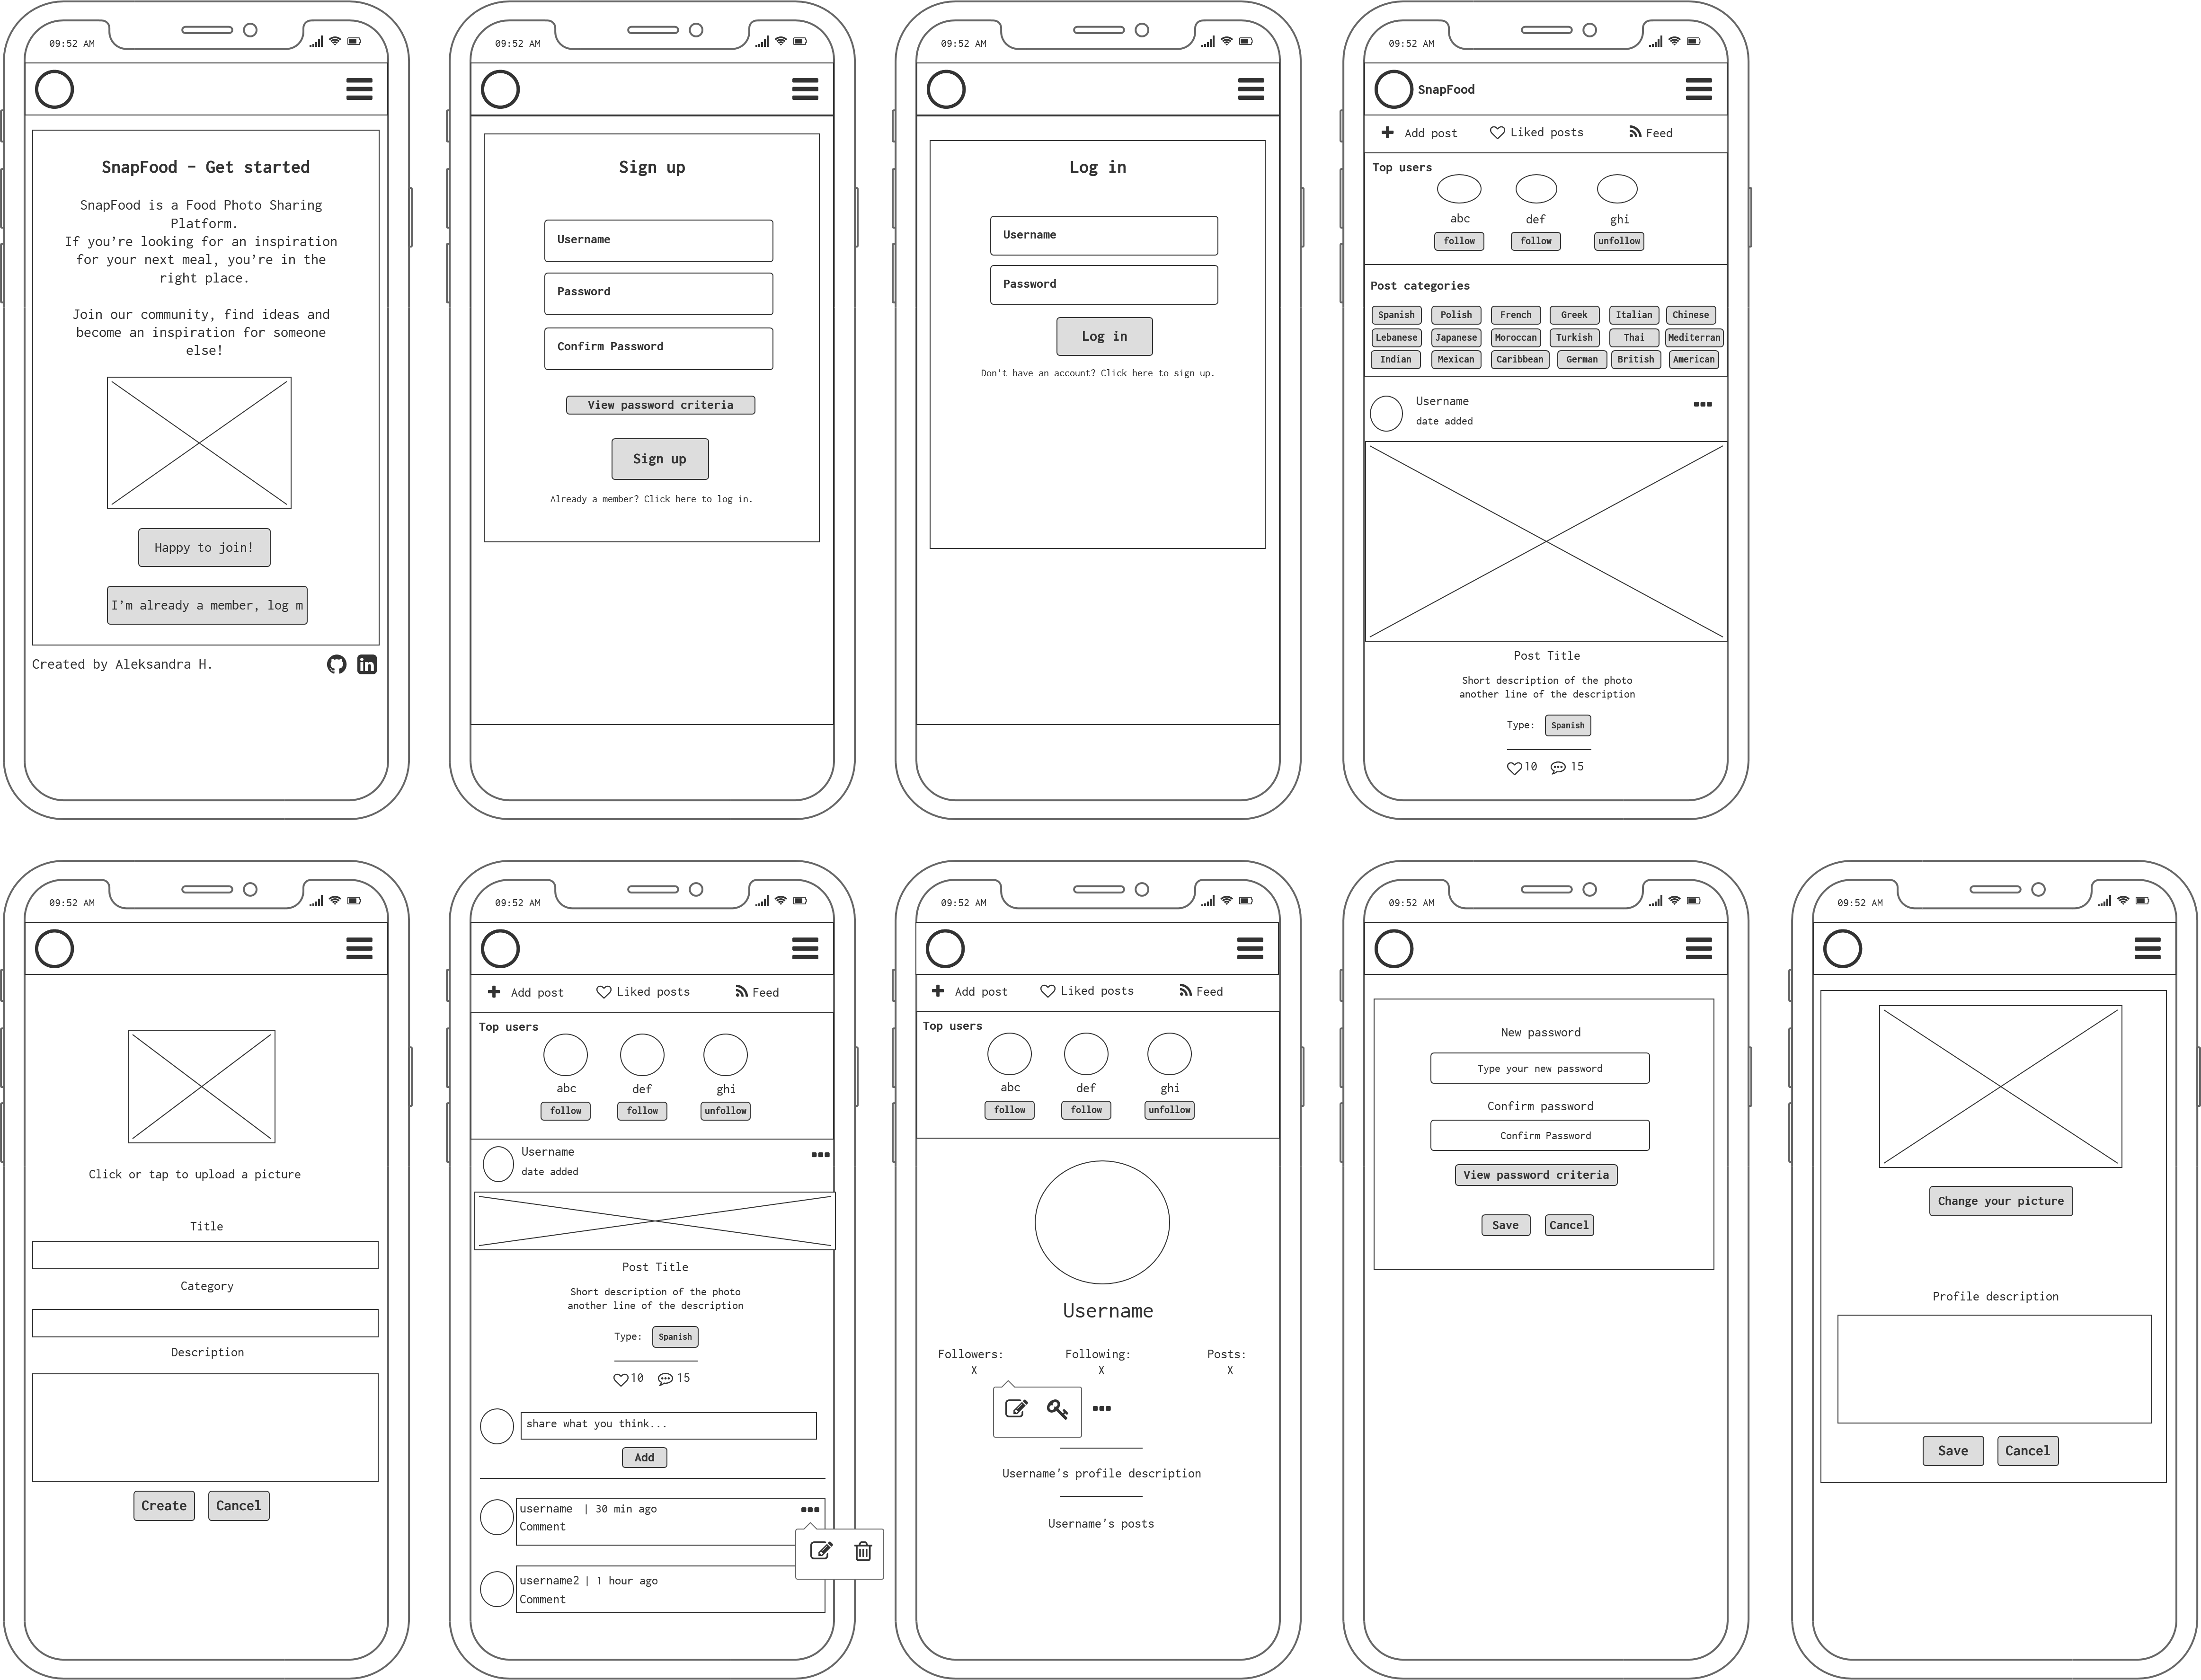 09:52 AM
SnapFood - Get started
SnapFood is a Food Photo Sharing
Platform.
If you're looking for an inspiration
for your next meal, you're in the
right place.
Join our community, find ideas and
become an inspiration for someone
else!
Happy to join!
I'm already a member, log m
Created by Aleksandra H.
in
09:52 AM
Sign up
Username
Password
Confirm Password
View password criteria
Sign up
Already a member? Click here to log in.
09:52 AM
Log in
Username
Password
Log in
Don't have an account? Click here to sign up.
09:52 AM
SnapFood
Add post Liked posts Feed
Top users
abc def ghi
follow follow unfollow
Post categories
Spanish Polish French Greek Italian Chinese
Lebanese Japanese Moroccan Turkish Thai Mediterran
Indian Mexican Caribbean German British American
Username
date added
Post Title
Short description of the photo
another line of the description
Type: Spanish
10 15
09:52 AM
Click or tap to upload a picture
Title
Category
Description
Create Cancel
09:52 AM
Add post Liked posts Feed
Top users
abc def ghi
follow follow unfollow
Username
date added
Post Title
Short description of the photo
another line of the description
Type: Spanish
10 15
share what you think...
Add
username | 30 min ago
Comment
username2 | 1 hour ago
Comment
09:52 AM
Add post Liked posts Feed
Top users
abc def ghi
follow follow unfollow
Username
Followers: Following: Posts:
X X X
Username's profile description
Username's posts
09:52 AM
New password
Type your new password
Confirm password
Confirm Password
View password criteria
Save Cancel
09:52 AM
Change your picture
Profile description
Save Cancel